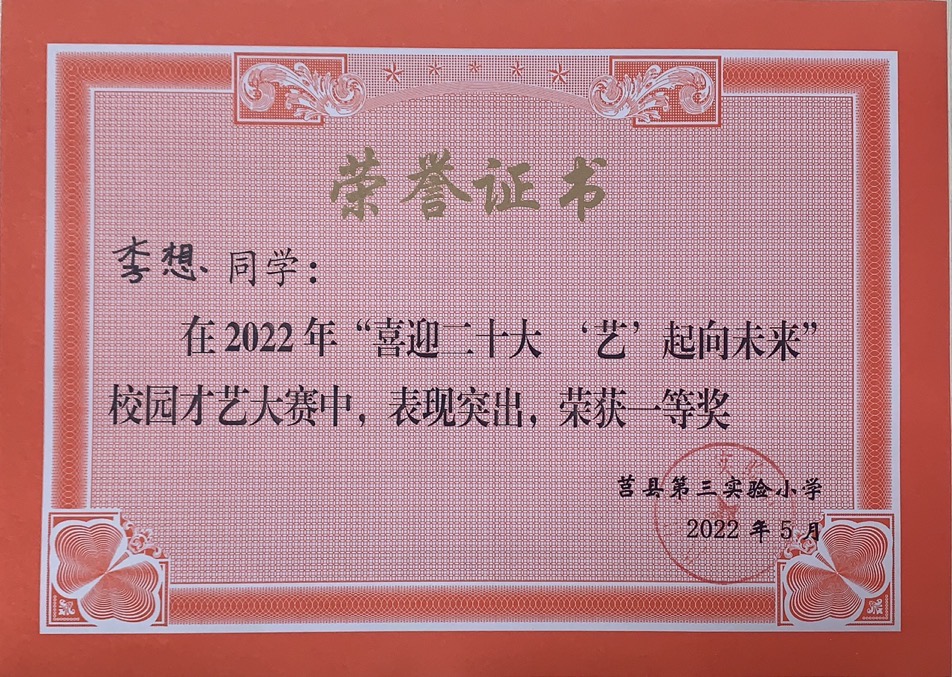 荣誉证书
李想、同学：
在2022年“喜迎二十大 ‘艺’起向未来”
校园才艺大赛中，表现突出，荣获一等奖
莒县第三实验小学
2022年5月